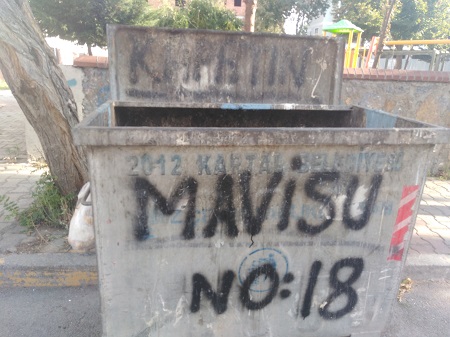 2012 KARTAL BELEDİYESİ
MAVISU
NO:18